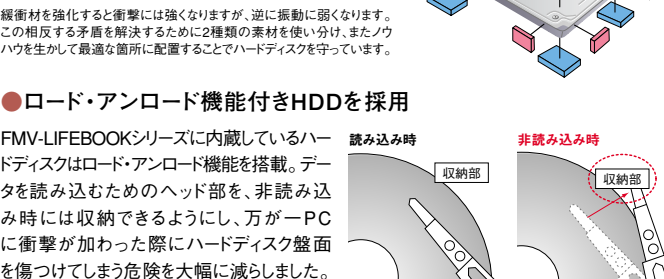 緩衝材を強化すると衝撃には強くなりますが、逆に振動に弱くなります。
この相反する矛盾を解決するために2種類の素材を使い分け、またノウ
ハウを生かして最適な箇所に配置することでハードディスクを守っています。
●ロード・アンロード機能付きHDDを採用
FMV-LIFEBOOKシリーズに内蔵しているハー
ドディスクはロード・アンロード機能を搭載。デー
タを読み込むためのヘッド部を、非読み込
み時には収納できるようにし、万が一PC
に衝撃が加わった際にハードディスク盤面
を傷つけてしまう危険を大幅に減らしました。
読み込み時
収納部
非読み込み時
収納部